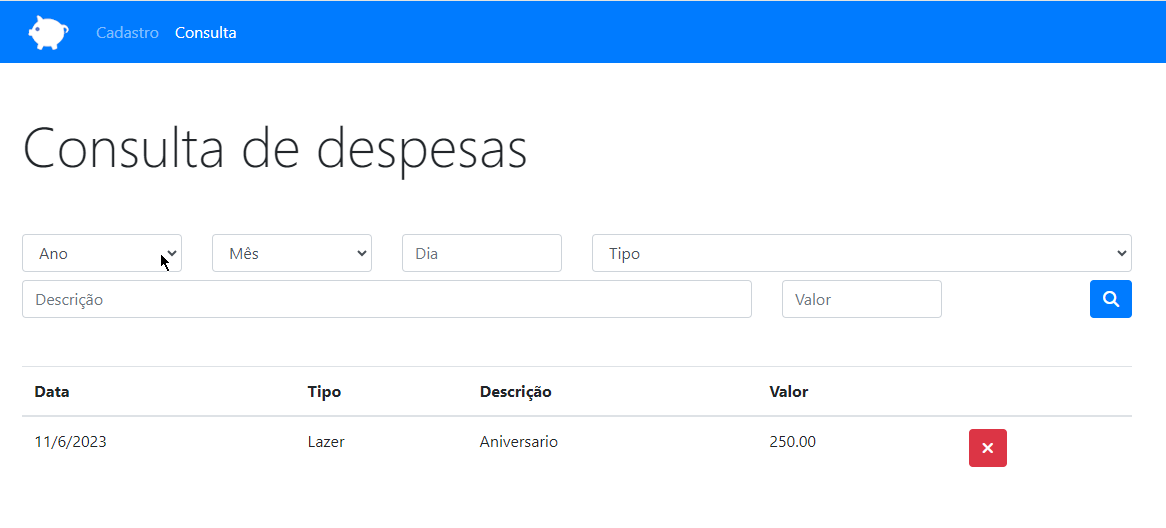 Cadastro Consulta
Consulta de despesas
Ano Mês Dia Tipo
Descrição Valor
Data Tipo Descrição Valor
11/6/2023 Lazer Aniversario 250.00